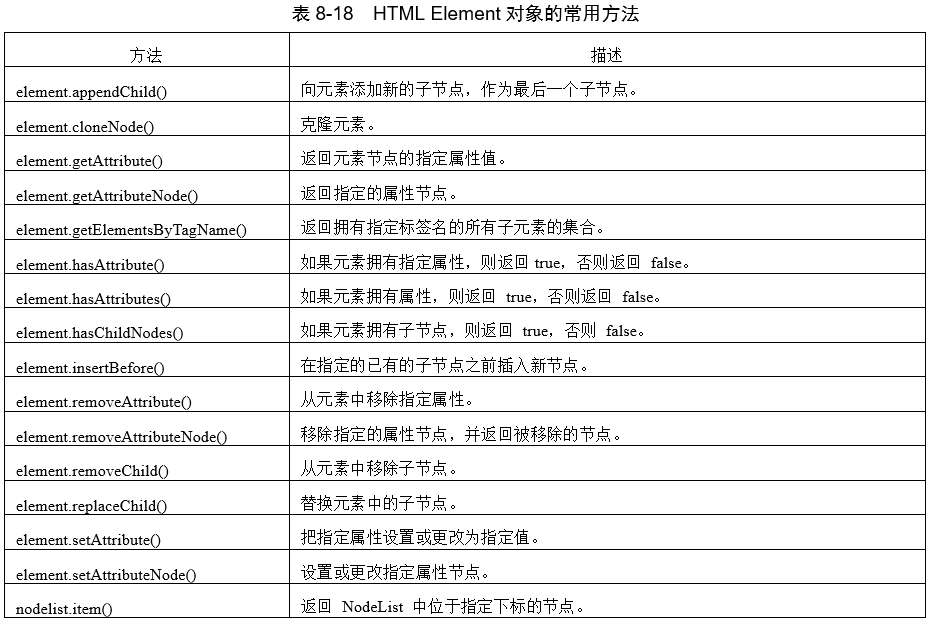 表 8-18 HTML Element 对象的常用方法
方法 描述
element.appendChild() 向元素添加新的子节点，作为最后一个子节点。
element.cloneNode() 克隆元素。
element.getAttribute() 返回元素节点的指定属性值。
element.getAttributeNode() 返回指定的属性节点。
element.getElementsByTagName() 返回拥有指定标签名的所有子元素的集合。
element.hasAttribute() 如果元素拥有指定属性，则返回 true，否则返回 false。
element.hasAttributes() 如果元素拥有属性，则返回 true，否则返回 false。
element.hasChildNodes() 如果元素拥有子节点，则返回 true，否则 false。
element.insertBefore() 在指定的已有的子节点之前插入新节点。
element.removeAttribute() 从元素中移除指定属性。
element.removeAttributeNode() 移除指定的属性节点，并返回被移除的节点。
element.removeChild() 从元素中移除子节点。
element.replaceChild() 替换元素中的子节点。
element.setAttribute() 把指定属性设置或更改为指定值。
element.setAttributeNode() 设置或更改指定属性节点。
nodelist.item() 返回 NodeList 中位于指定下标的节点。